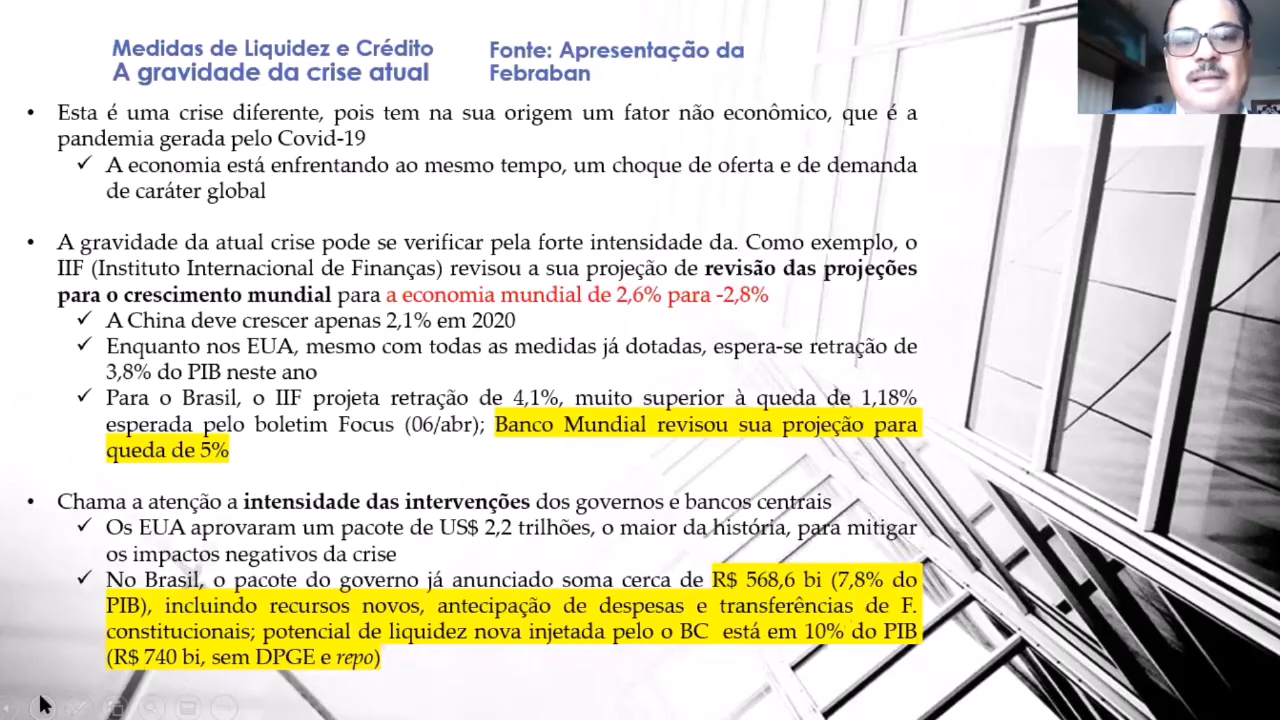 Medidas de Liquidez e Crédito
A gravidade da crise atual
Fonte: Apresentação da
Febraban
• Esta é uma crise diferente, pois tem na sua origem um fator não econômico, que é a
pandemia gerada pelo Covid-19
✓ A economia está enfrentando ao mesmo tempo, um choque de oferta e de demanda
de caráter global
• A gravidade da atual crise pode se verificar pela forte intensidade da. Como exemplo, o
IIF (Instituto Internacional de Finanças) revisou a sua projeção de revisão das projeções
para o crescimento mundial para a economia mundial de 2,6% para -2,8%
✓ A China deve crescer apenas 2,1% em 2020
✓ Enquanto nos EUA, mesmo com todas as medidas já dotadas, espera-se retração de
3,8% do PIB neste ano
✓ Para o Brasil, o IIF projeta retração de 4,1%, muito superior à queda de 1,18%
esperada pelo boletim Focus (06/abr); Banco Mundial revisou sua projeção para
queda de 5%
• Chama a atenção a intensidade das intervenções dos governos e bancos centrais
✓ Os EUA aprovaram um pacote de US$ 2,2 trilhões, o maior da história, para mitigar
os impactos negativos da crise
✓ No Brasil, o pacote do governo já anunciado soma cerca de R$ 568,6 bi (7,8% do
PIB), incluindo recursos novos, antecipação de despesas e transferências de F.
constitucionais; potencial de liquidez nova injetada pelo o BC está em 10% do PIB
(R$ 740 bi, sem DPGE e repo)